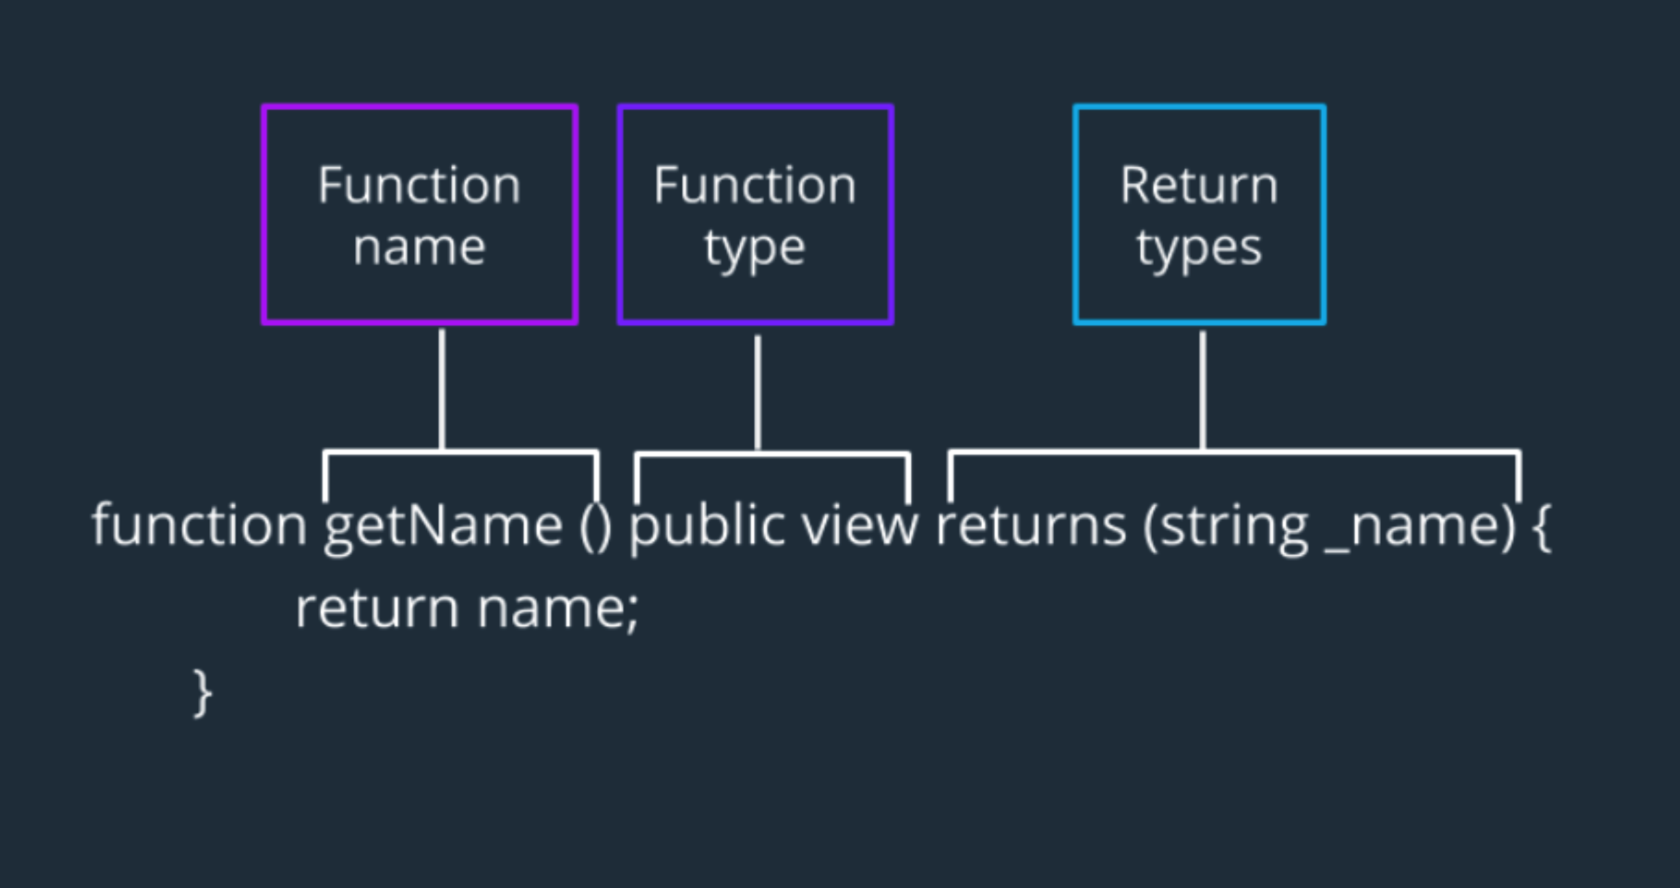 Function
name
Function
type
Return
types
function getName () public view returns (string _name) {
return name;
}